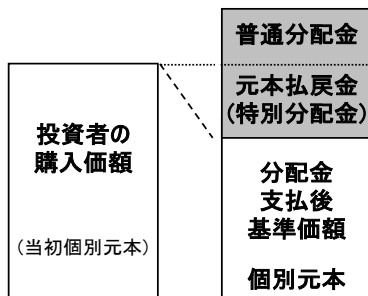 普通分配金
元本払戻金
(特別分配金)
投資者の
購入価額
(当初個別元本)
分配金
支払後
基準価額
個別元本